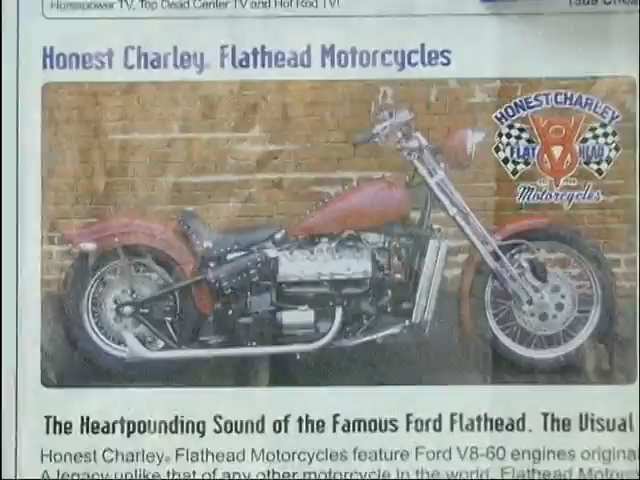 Horsepower TV, Top Dead Center TV and Hot Rod TV!
Honest Charley® Flathead Motorcycles
HONEST CHARLEY
FLAT HEAD
Motorcycles
The Heartpounding Sound of the Famous Ford Flathead. The Visual
Honest Charley® Flathead Motorcycles feature Ford V8-60 engines origina
A legacy unlike that of any other motorcycle in the world, Flathead Motor